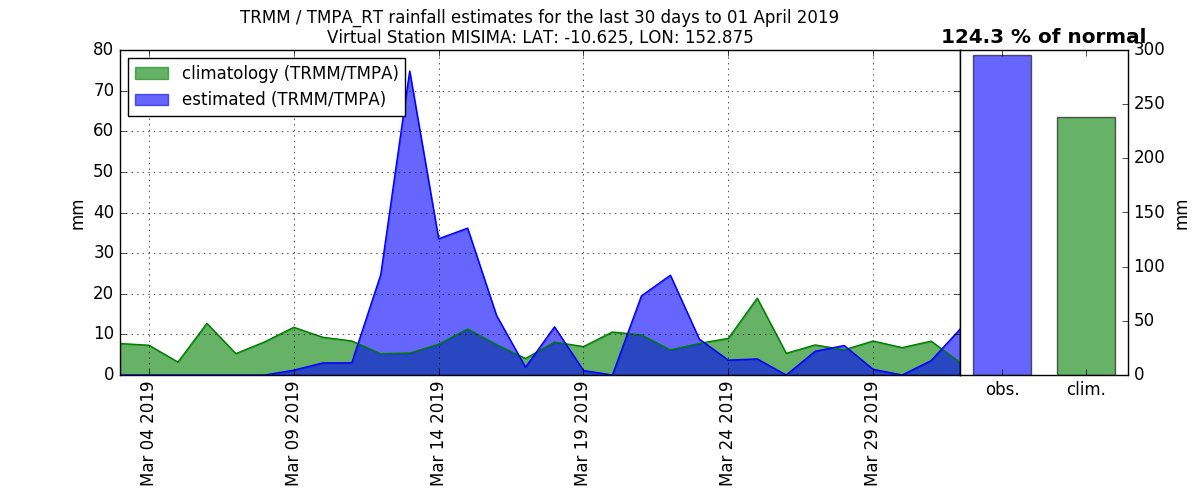 TRMM / TMPA_RT rainfall estimates for the last 30 days to 01 April 2019
Virtual Station MISIMA: LAT: -10.625, LON: 152.875
124.3 % of normal
climatology (TRMM/TMPA)
estimated (TRMM/TMPA)
80
70
60
50
40
30
20
10
0
mm
Mar 04 2019
Mar 09 2019
Mar 14 2019
Mar 19 2019
Mar 24 2019
Mar 29 2019
obs.
clim.
300
250
200
150
100
50
0
mm